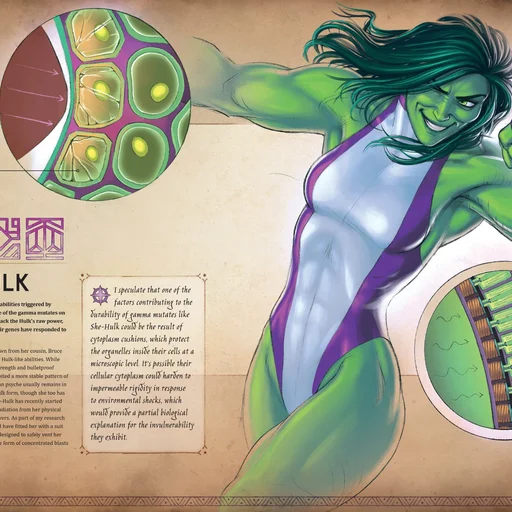 ULK
abilities triggered by
of the gamma mutates on
ack the Hulk's raw power,
eir genes have responded to
own from her cousin, Bruce
Hulk-like abilities. While
strength and bulletproof
ited a more stable pattern of
on psyche usually remains in
lk form, though she too has
-Hulk has recently started
radiation from her physical
ers. As part of my research
I have fitted her with a suit
designed to safely vent her
form of concentrated blasts
I speculate that one of the
factors contributing to the
durability of gamma mutates like
She-Hulk could be the result of
cytoplasm cushions, which protect
the organelles inside their cells at a
microscopic level. It's possible their
cellular cytoplasm could harden to
impermeable rigidity in response
to environmental shocks, which
would provide a partial biological
explanation for the invulnerability
they exhibit.